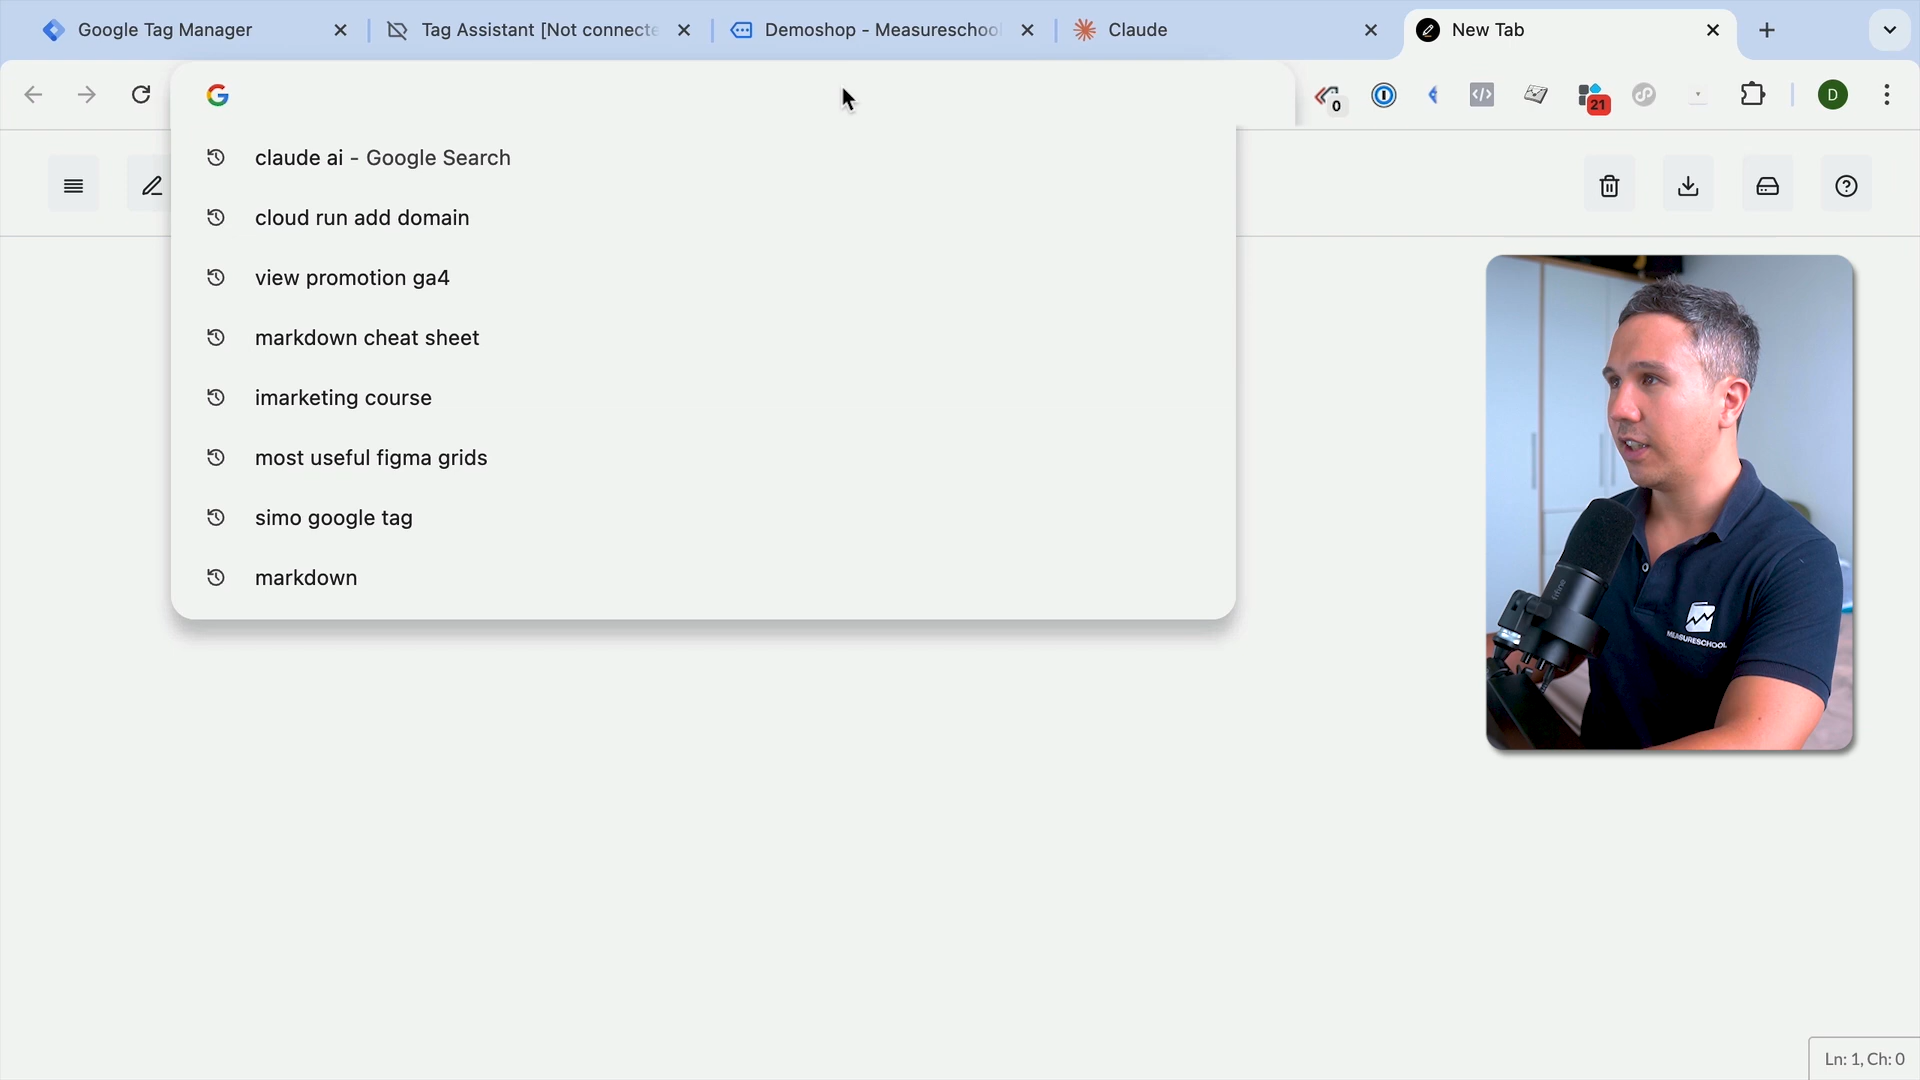 Google Tag Manager
Tag Assistant [Not connecte
Demoshop - Measureschool
Claude
New Tab
0
21
D
claude ai - Google Search
cloud run add domain
view promotion ga4
markdown cheat sheet
imarketing course
most useful figma grids
simo google tag
markdown
fifine
MEASURESCHOOL
Ln: 1, Ch: 0